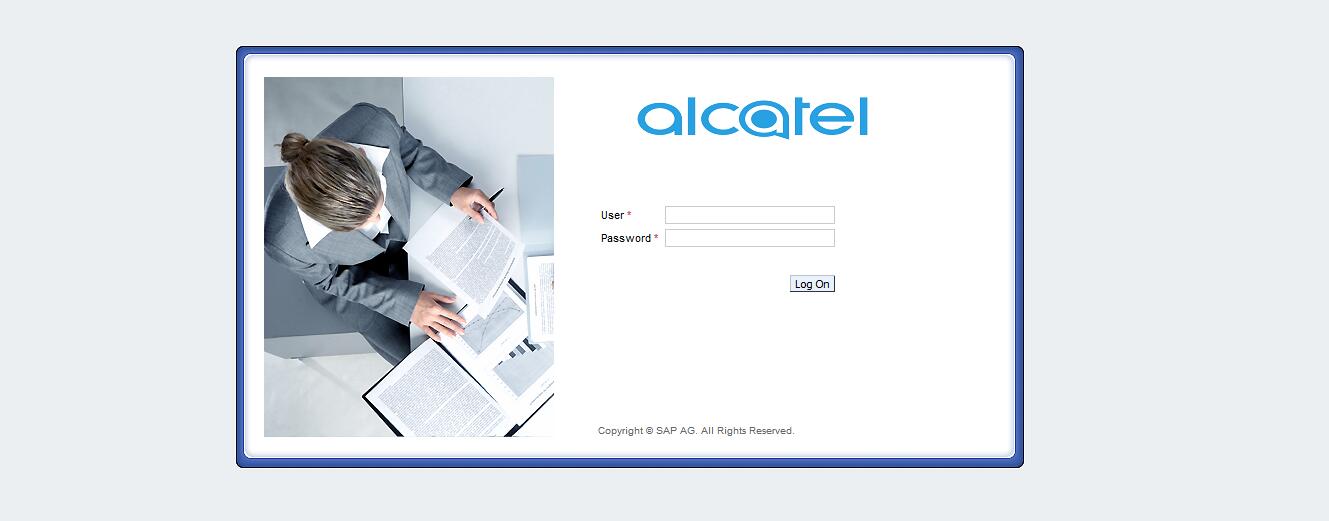 alcatel
User *
Password *
Log On
Copyright © SAP AG. All Rights Reserved.